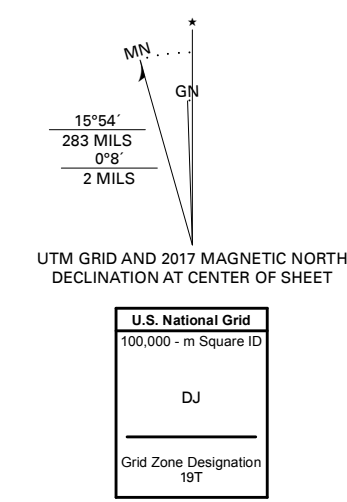 ★
MN
GN
15°54´
283 MILS
0°8´
2 MILS
UTM GRID AND 2017 MAGNETIC NORTH
DECLINATION AT CENTER OF SHEET
U.S. National Grid
100,000 - m Square ID
DJ
Grid Zone Designation
19T